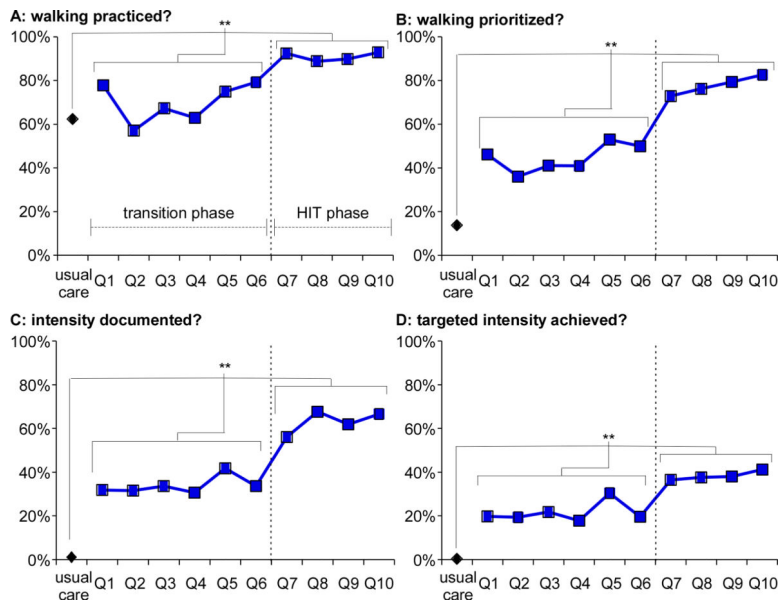 A: walking practiced?
**
100%
80%
60%
40%
20%
0%
transition phase
HIT phase
usual care Q1 Q2 Q3 Q4 Q5 Q6 Q7 Q8 Q9 Q10
B: walking prioritized?
**
100%
80%
60%
40%
20%
0%
usual care Q1 Q2 Q3 Q4 Q5 Q6 Q7 Q8 Q9 Q10
C: intensity documented?
**
100%
80%
60%
40%
20%
0%
usual care Q1 Q2 Q3 Q4 Q5 Q6 Q7 Q8 Q9 Q10
D: targeted intensity achieved?
**
100%
80%
60%
40%
20%
0%
usual care Q1 Q2 Q3 Q4 Q5 Q6 Q7 Q8 Q9 Q10